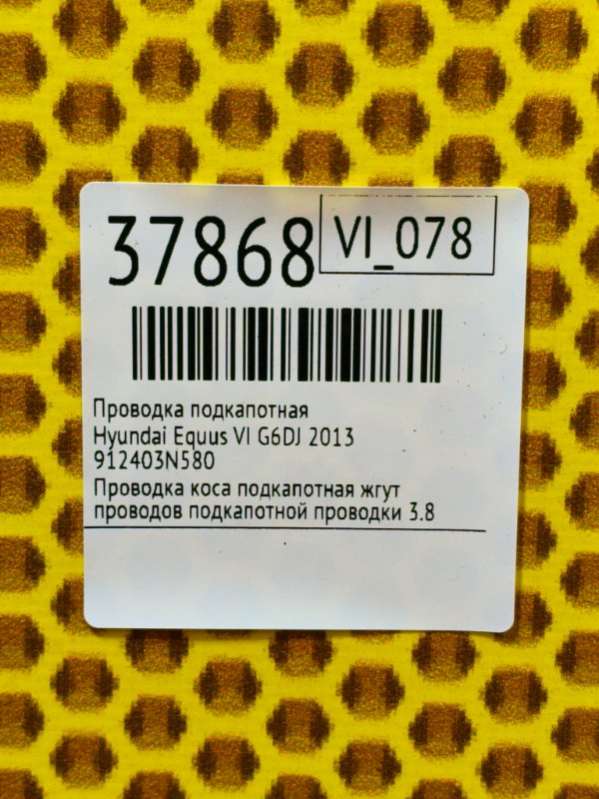 37868
VI_078
Проводка подкапотная
Hyundai Equus VI G6DJ 2013
912403N580
Проводка коса подкапотная жгут
проводов подкапотной проводки 3.8